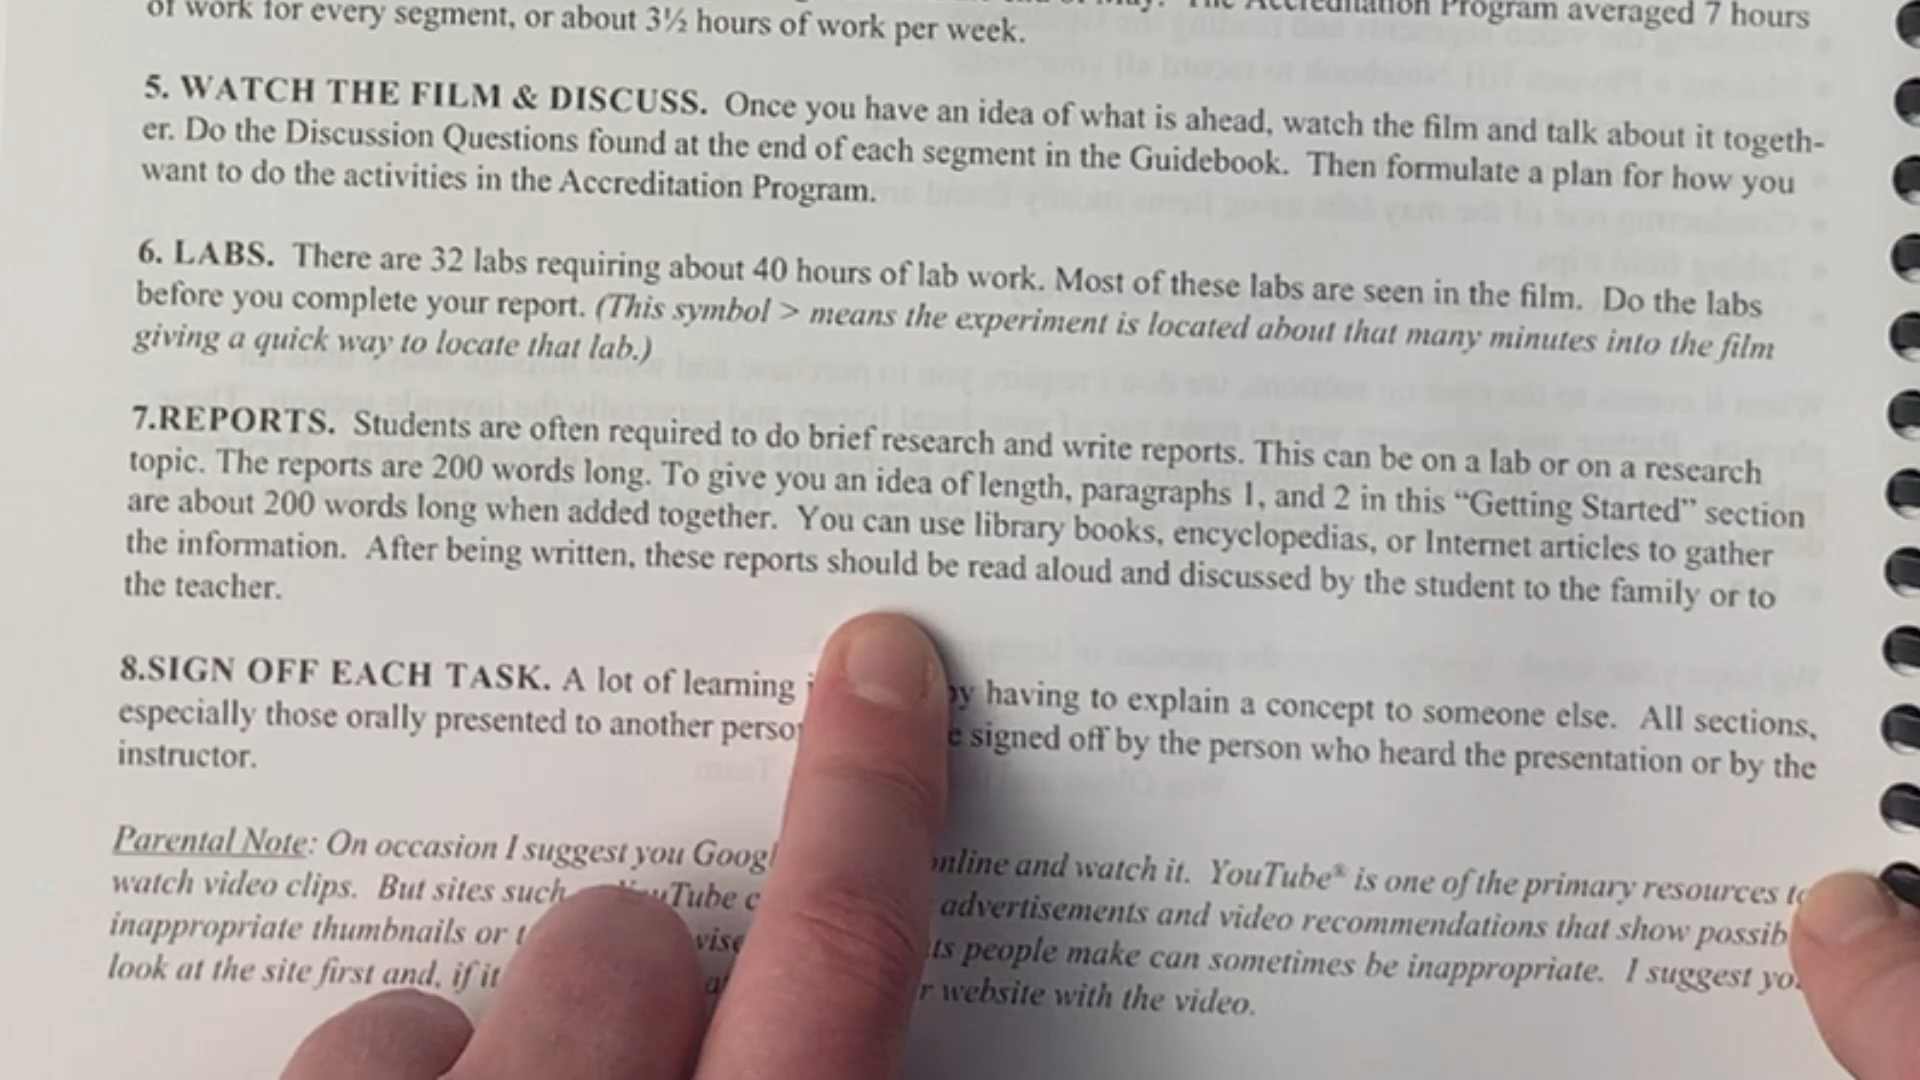 of work for every segment, or about 3½ hours of work per week. Program averaged 7 hours
5. WATCH THE FILM & DISCUSS. Once you have an idea of what is ahead, watch the film and talk about it togeth-
er. Do the Discussion Questions found at the end of each segment in the Guidebook. Then formulate a plan for how you
want to do the activities in the Accreditation Program.
6. LABS. There are 32 labs requiring about 40 hours of lab work. Most of these labs are seen in the film. Do the labs
before you complete your report. (This symbol > means the experiment is located about that many minutes into the film
giving a quick way to locate that lab.)
7.REPORTS. Students are often required to do brief research and write reports. This can be on a lab or on a research
topic. The reports are 200 words long. To give you an idea of length, paragraphs 1, and 2 in this “Getting Started” section
are about 200 words long when added together. You can use library books, encyclopedias, or Internet articles to gather
the information. After being written, these reports should be read aloud and discussed by the student to the family or to
the teacher.
8.SIGN OFF EACH TASK. A lot of learning by having to explain a concept to someone else. All sections,
especially those orally presented to another signed off by the person who heard the presentation or by the
instructor.
Parental Note: On occasion I suggest you online and watch it. YouTube® is one of the primary resources to
watch video clips. But sites such advertisements and video recommendations that show
inappropriate thumbnails or people make can sometimes be inappropriate. I suggest
look at the site first and, if it website with the video.